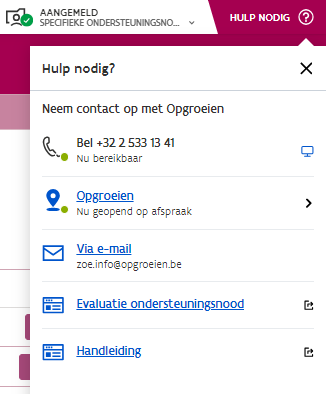 AANGEMELD
SPECIFIEKE ONDERSTEUNINGSNO...
HULP NODIG
Hulp nodig?
Neem contact op met Opgroeien
Bel +32 2 533 13 41
Nu bereikbaar
Opgroeien
Nu geopend op afspraak
Via e-mail
zoe.info@opgroeien.be
Evaluatie ondersteuningsnood
Handleiding